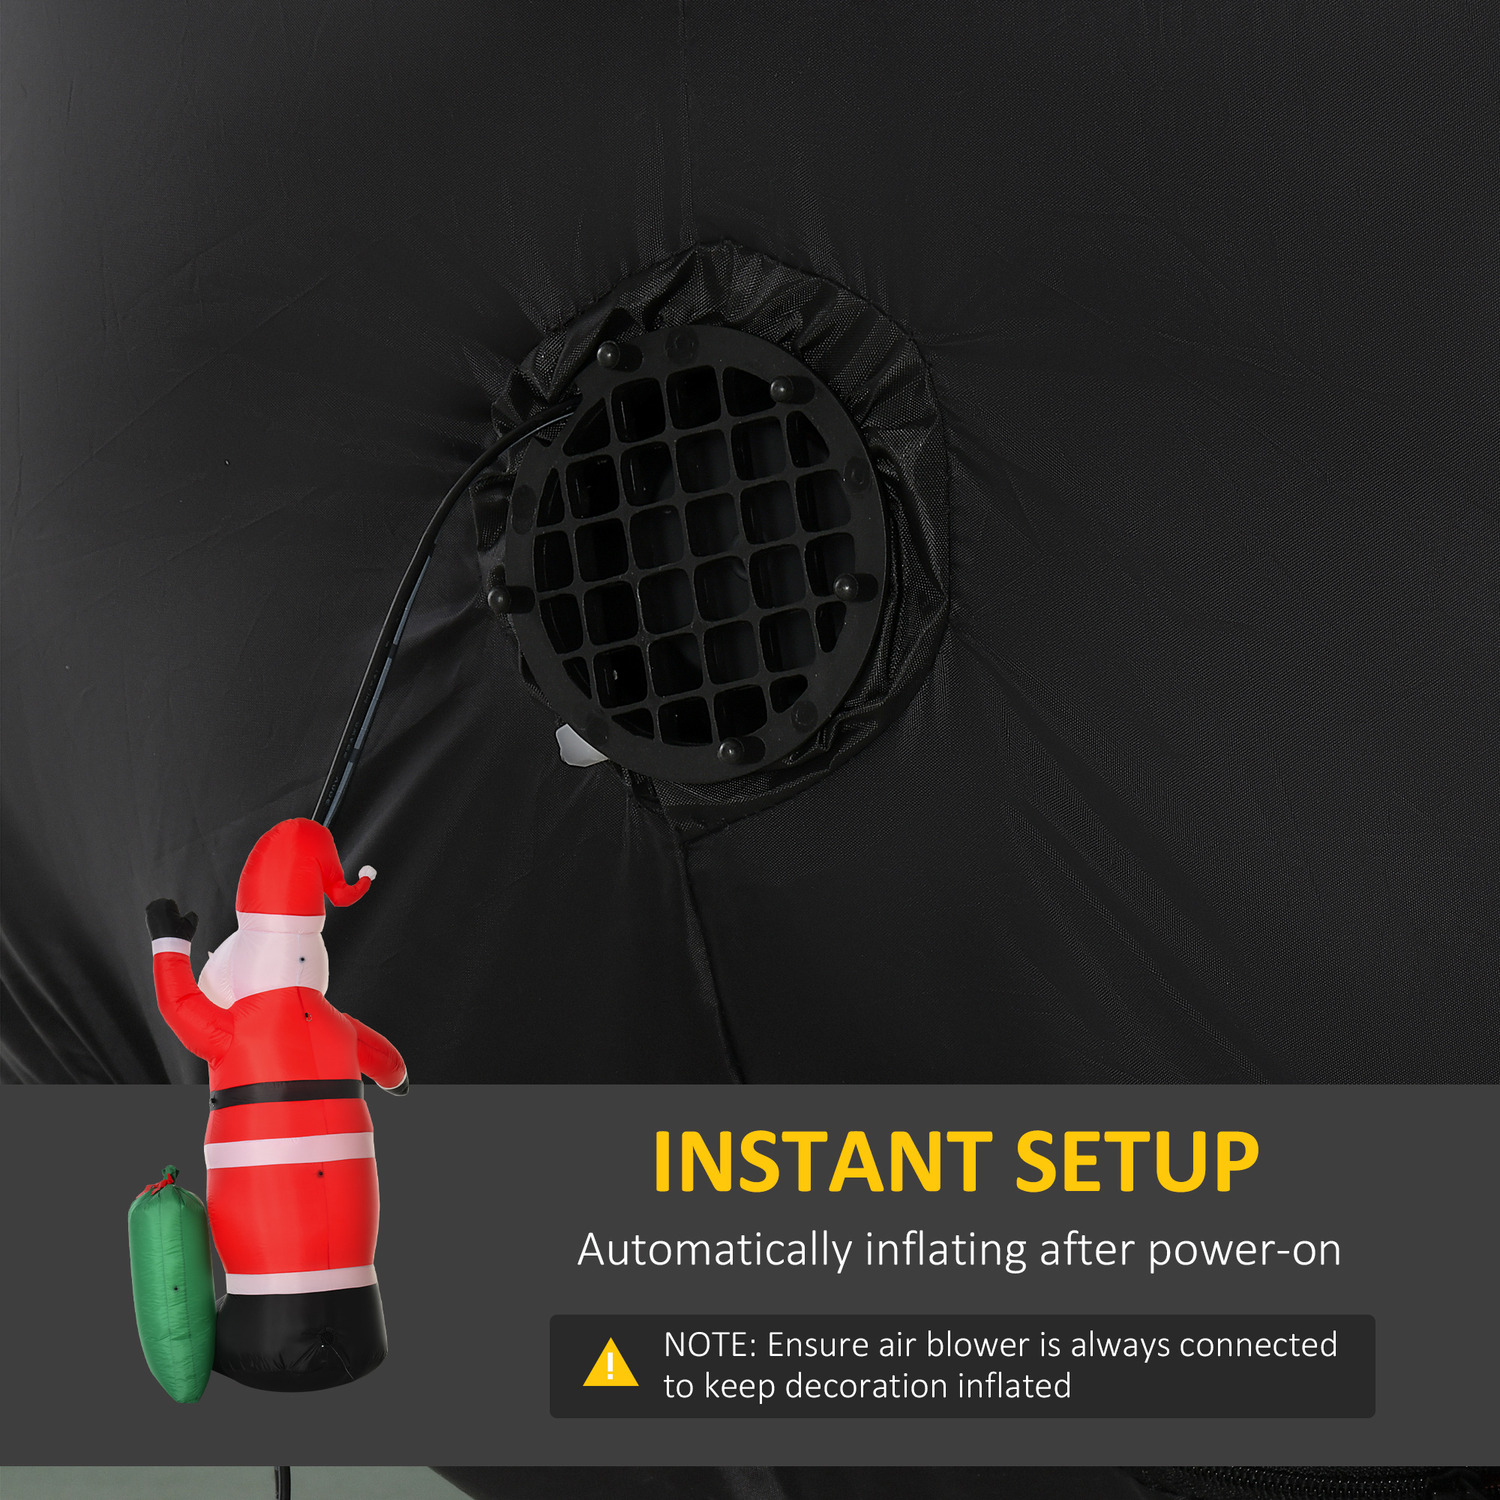 INSTANT SETUP
Automatically inflating after power-on
NOTE: Ensure air blower is always connected
to keep decoration inflated